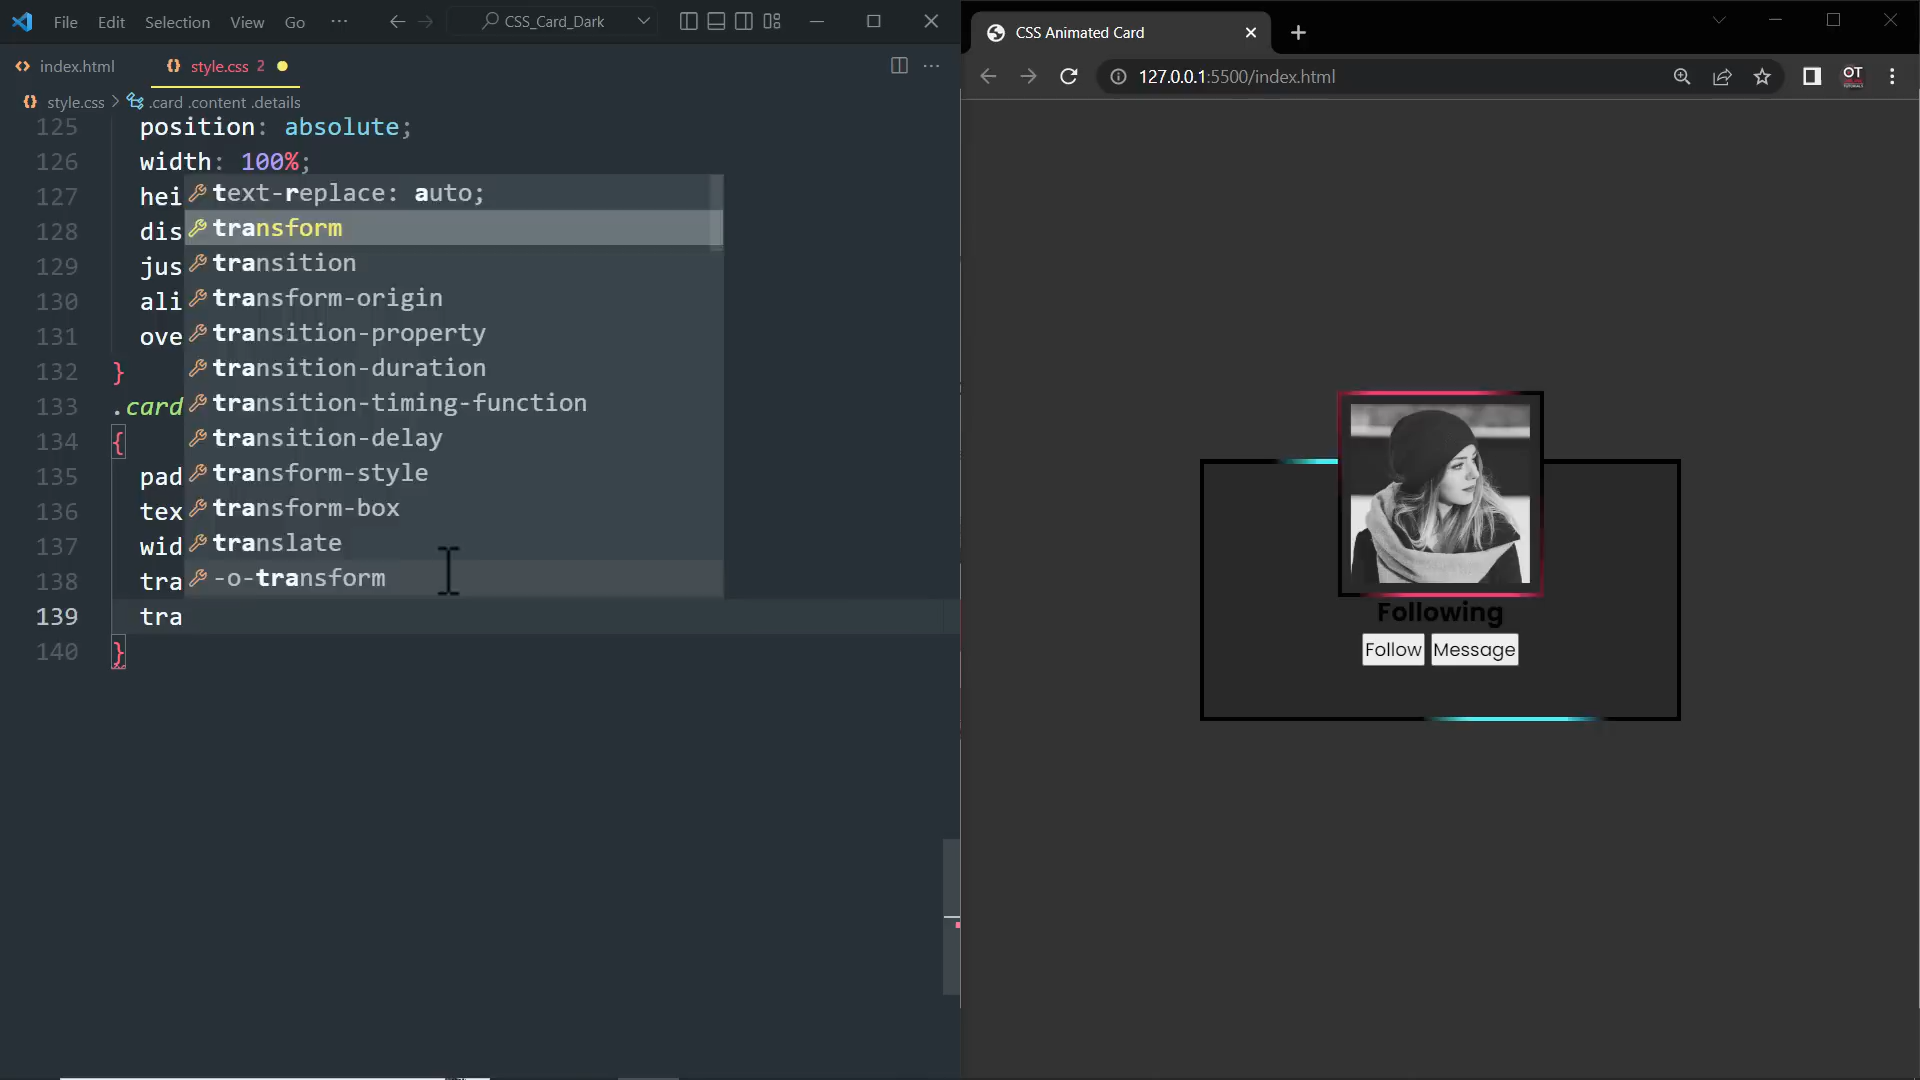 File Edit Selection View Go ··· CSS_Card_Dark
index.html style.css 2
style.css > .card .content .details
125 position: absolute;
126 width: 100%;
127 hei
128 dis
129 jus
130 ali
131 ove
132 }
133 .card
134 {
135 pad
136 tex
137 wid
138 tra
139 tra
140 }
text-replace: auto;
transform
transition
transform-origin
transition-property
transition-duration
transition-timing-function
transition-delay
transform-style
transform-box
translate
-o-transform
CSS Animated Card
127.0.0.1:5500/index.html
OT
Following
Follow Message